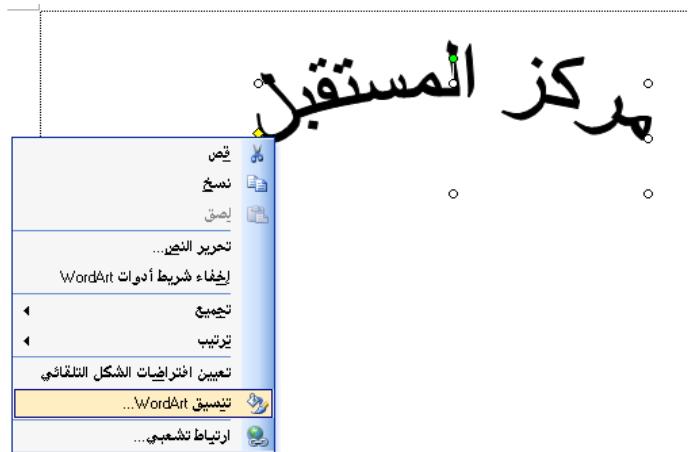 مركز المستقبل
قص
نسخ
لصق
تحرير النص...
إخفاء شريط أدوات WordArt
تجميع
ترتيب
تعيين افتراضيات الشكل التلقائي
تنسيق WordArt...
ارتباط تشعبي...